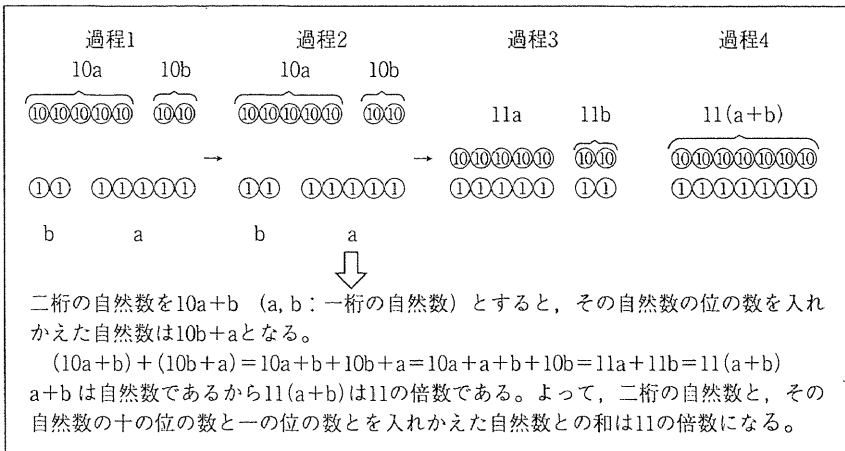 過程1 過程2 過程3 過程4
10a 10b 10a 10b
⑩⑩⑩⑩⑩ ⑩⑩ ⑩⑩⑩⑩⑩ ⑩⑩ 11a 11b 11(a+b)
→ → ⑩⑩⑩⑩⑩ ⑩⑩ ⑩⑩⑩⑩⑩⑩⑩
①① ①①①①① ①① ①①①①① ①①①①① ①① ①①①①①①①
b a b a
二桁の自然数を10a+b (a, b:一桁の自然数) とすると,その自然数の位の数を入れ
かえた自然数は10b+aとなる。
(10a+b)+(10b+a)=10a+b+10b+a=10a+a+b+10b=11a+11b=11(a+b)
a+b は自然数であるから11(a+b)は11の倍数である。よって,二桁の自然数と,その
自然数の十の位の数と一の位の数とを入れかえた自然数との和は11の倍数になる。